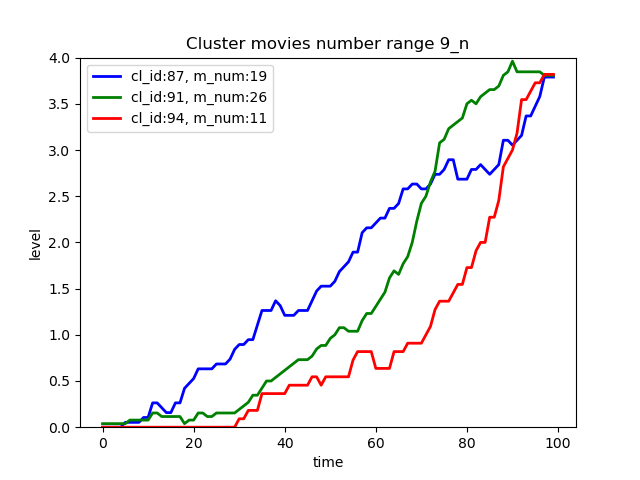 Cluster movies number range 9_n
cl_id:87, m_num:19
cl_id:91, m_num:26
cl_id:94, m_num:11
level
4.0
3.5
3.0
2.5
2.0
1.5
1.0
0.5
0.0
0 20 40 60 80 100
time